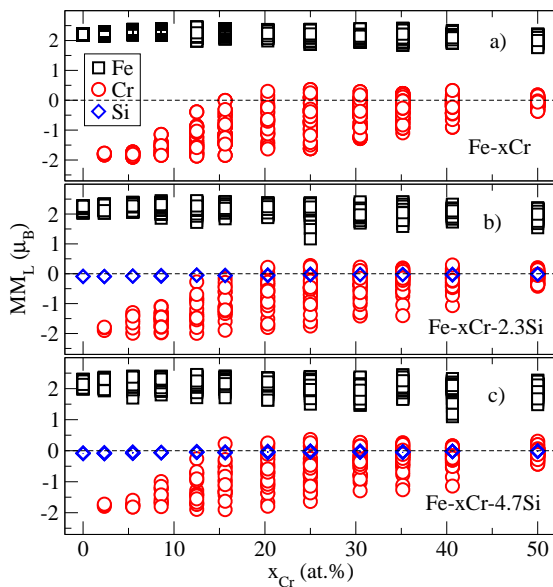 2
1
0
-1
-2
a)
Fe
Cr
Si
Fe-xCr
2
1
0
-1
-2
b)
Fe-xCr-2.3Si
MM_L (μ_B)
2
1
0
-1
-2
c)
Fe-xCr-4.7Si
0 10 20 30 40 50
x_Cr (at.%)